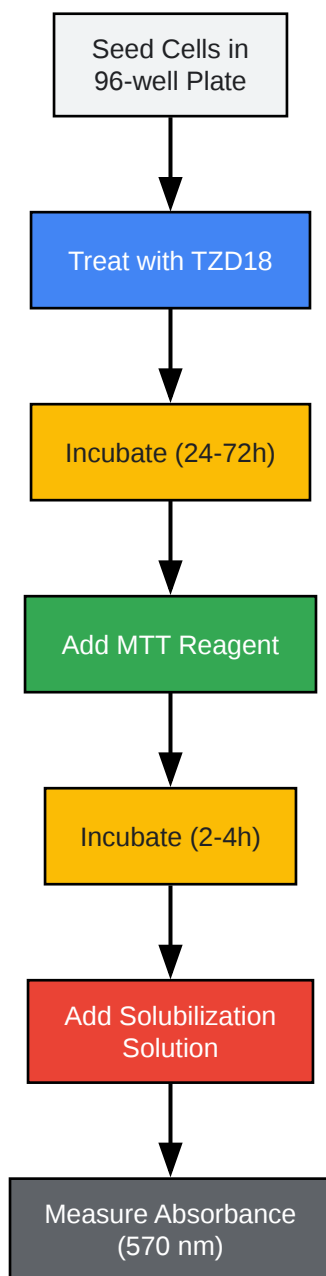 Seed Cells in
96-well Plate
Treat with TZD18
Incubate (24-72h)
Add MTT Reagent
Incubate (2-4h)
Add Solubilization
Solution
Measure Absorbance
(570 nm)